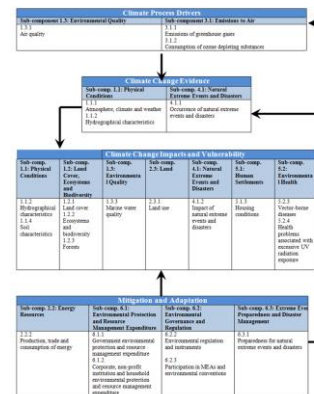 Climate Process Drivers
Sub-component 1.3: Environmental Quality
1.3.1
Air quality
Sub-component 3.1: Emissions to Air
3.1.1
Emissions of greenhouse gases
3.1.2
Consumption of ozone depleting substances
Climate Change Evidence
Sub-comp. 1.1: Physical
Conditions
1.1.1
Atmosphere, climate and weather
1.1.2
Hydrographical characteristics
Sub-comp. 4.1: Natural
Extreme Events and Disasters
4.1.1
Occurrence of natural extreme
events and disasters
Climate Change Impacts and Vulnerability
Sub-comp.
1.1: Physical
Conditions
1.1.2
Hydrographical
characteristics
1.1.4
Soil
characteristics
Sub-comp.
1.2: Land
Cover,
Ecosystems
and
Biodiversity
1.2.1
Land cover
1.2.2
Ecosystems
and
biodiversity
1.2.3
Forests
Sub-comp.
1.3:
Environmenta
l Quality
1.3.3
Marine water
quality
Sub-comp.
2.3: Land
2.3.1
Land use
Sub-comp.
4.1: Natural
Extreme
Events and
Disasters
4.1.2
Impact of
natural extreme
events and
disasters
Sub-comp.
5.1:
Human
Settlements
5.1.3
Housing
conditions
Sub-comp.
5.2:
Environmenta
l Health
5.2.3
Vector-borne
diseases
5.2.4
Health
problems
associated with
excessive UV
radiation
exposure
Mitigation and Adaptation
Sub-comp. 2.2: Energy
Resources
2.2.2
Production, trade and
consumption of energy
Sub-comp. 6.1:
Environmental Protection
and Resource
Management Expenditure
6.1.1
Government environmental
protection and resource
management expenditure
6.1.2
Corporate, non-profit
institution and household
environmental protection
and resource management
expenditure
Sub-comp. 6.2:
Environmental
Governance and
Regulation
6.2.2
Environmental regulation
and instruments
6.2.3
Participation in MEAs and
environmental conventions
Sub-comp. 6.3: Extreme Event
Preparedness and Disaster
Management
6.3.1
Preparedness for natural
extreme events and disasters